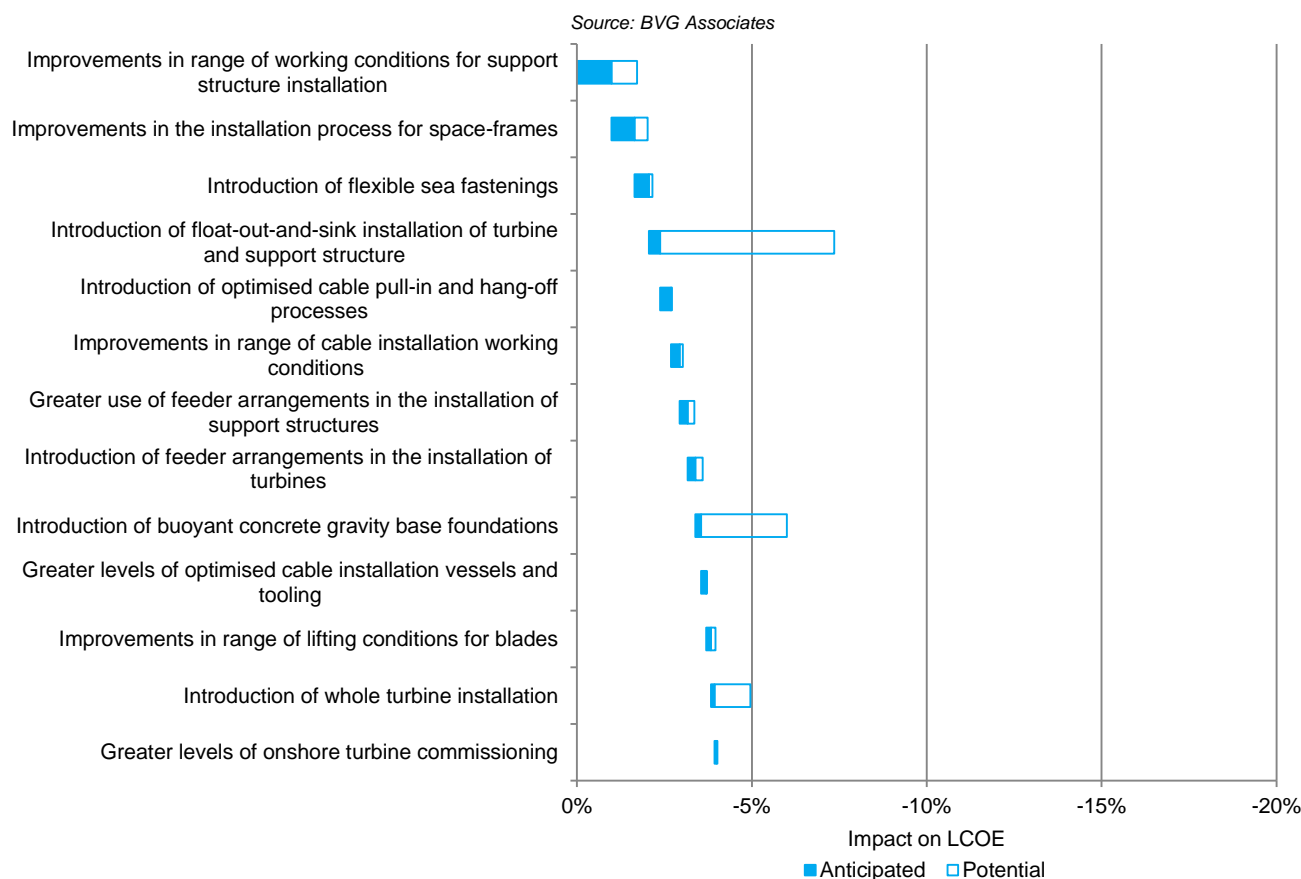 Source: BVG Associates
Improvements in range of working conditions for support
structure installation
Improvements in the installation process for space-frames
Introduction of flexible sea fastenings
Introduction of float-out-and-sink installation of turbine
and support structure
Introduction of optimised cable pull-in and hang-off
processes
Improvements in range of cable installation working
conditions
Greater use of feeder arrangements in the installation of
support structures
Introduction of feeder arrangements in the installation of
turbines
Introduction of buoyant concrete gravity base foundations
Greater levels of optimised cable installation vessels and
tooling
Improvements in range of lifting conditions for blades
Introduction of whole turbine installation
Greater levels of onshore turbine commissioning
0% -5% -10% -15% -20%
Impact on LCOE
Anticipated Potential